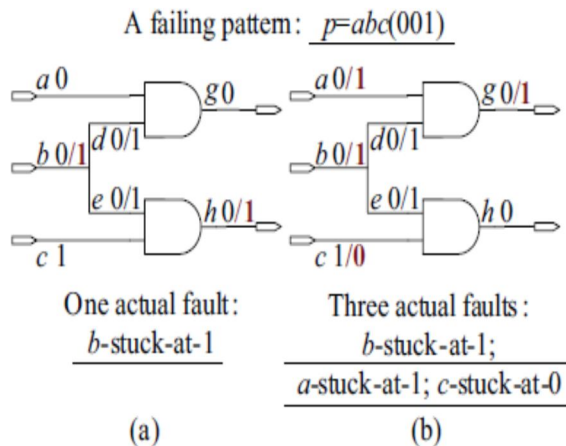 A failing pattern: p=abc(001)
a 0
g 0
d 0/1
b 0/1
e 0/1
h 0/1
c 1
One actual fault:
b-stuck-at-1
(a)
a 0/1
g 0/1
d 0/1
b 0/1
e 0/1
h 0
c 1/0
Three actual faults:
b-stuck-at-1;
a-stuck-at-1; c-stuck-at-0
(b)